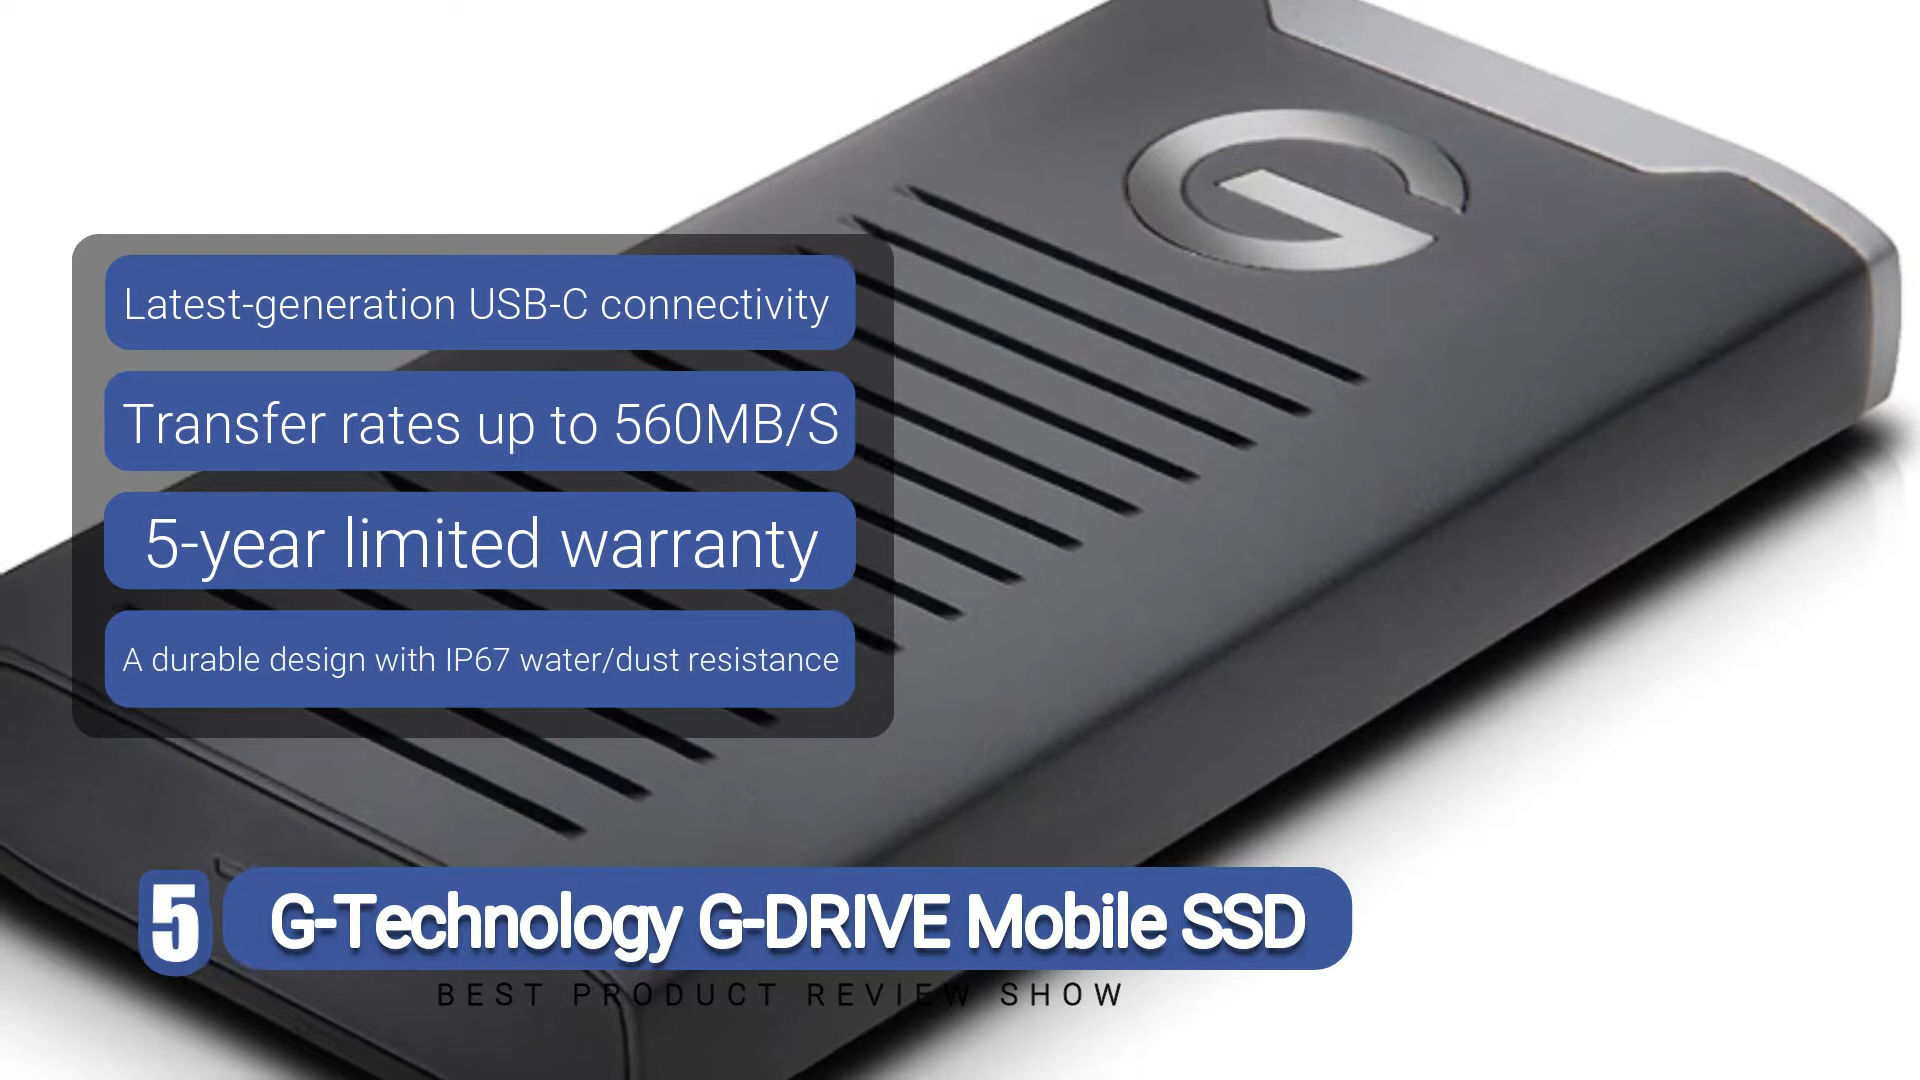 Latest-generation USB-C connectivity
Transfer rates up to 560MB/S
5-year limited warranty
A durable design with IP67 water/dust resistance
5 G-Technology G-DRIVE Mobile SSD
BEST PRODUCT REVIEW SHOW